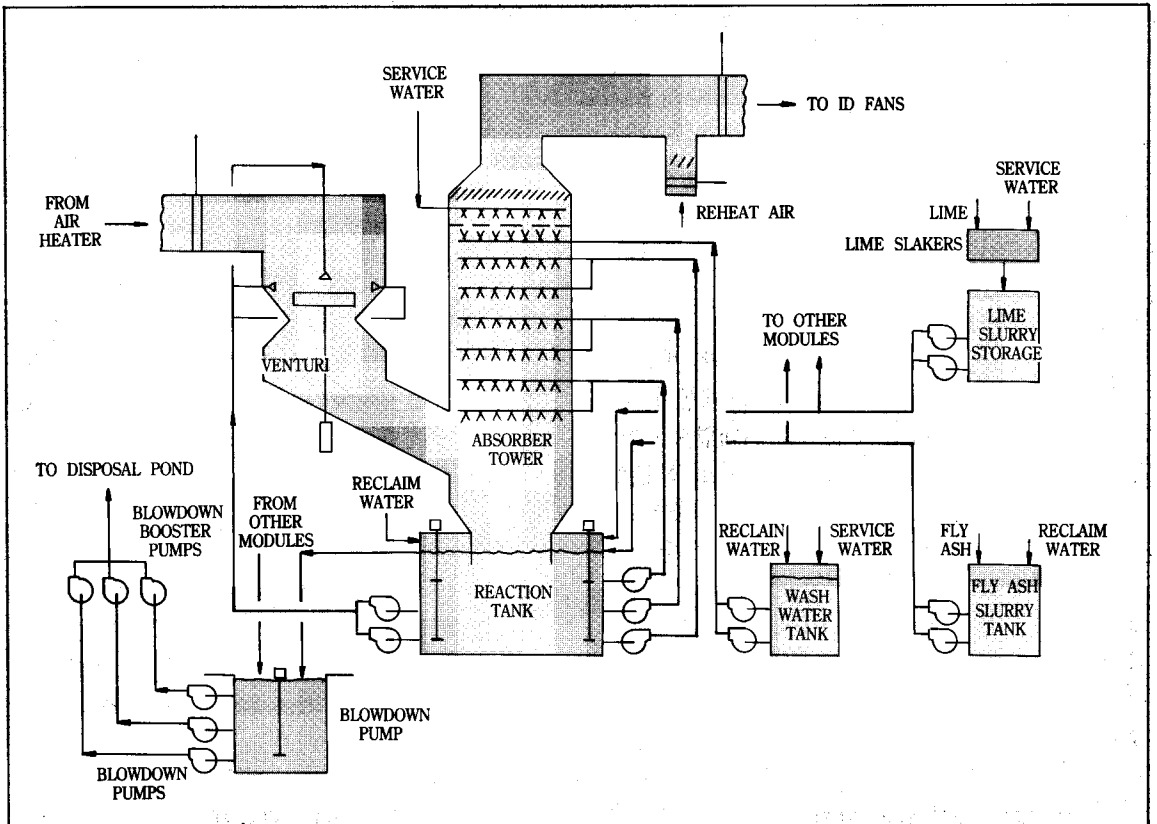 SERVICE
WATER
TO ID FANS
FROM
AIR
HEATER
REHEAT AIR
SERVICE
WATER
LIME
LIME SLAKERS
LIME
SLURRY
STORAGE
TO OTHER
MODULES
VENTURI
ABSORBER
TOWER
TO DISPOSAL POND
BLOWDOWN
BOOSTER
PUMPS
FROM
OTHER
MODULES
RECLAIM
WATER
REACTION
TANK
RECLAIN
WATER
SERVICE
WATER
WASH
WATER
TANK
FLY
ASH
RECLAIM
WATER
FLY ASH
SLURRY
TANK
BLOWDOWN
PUMP
BLOWDOWN
PUMPS